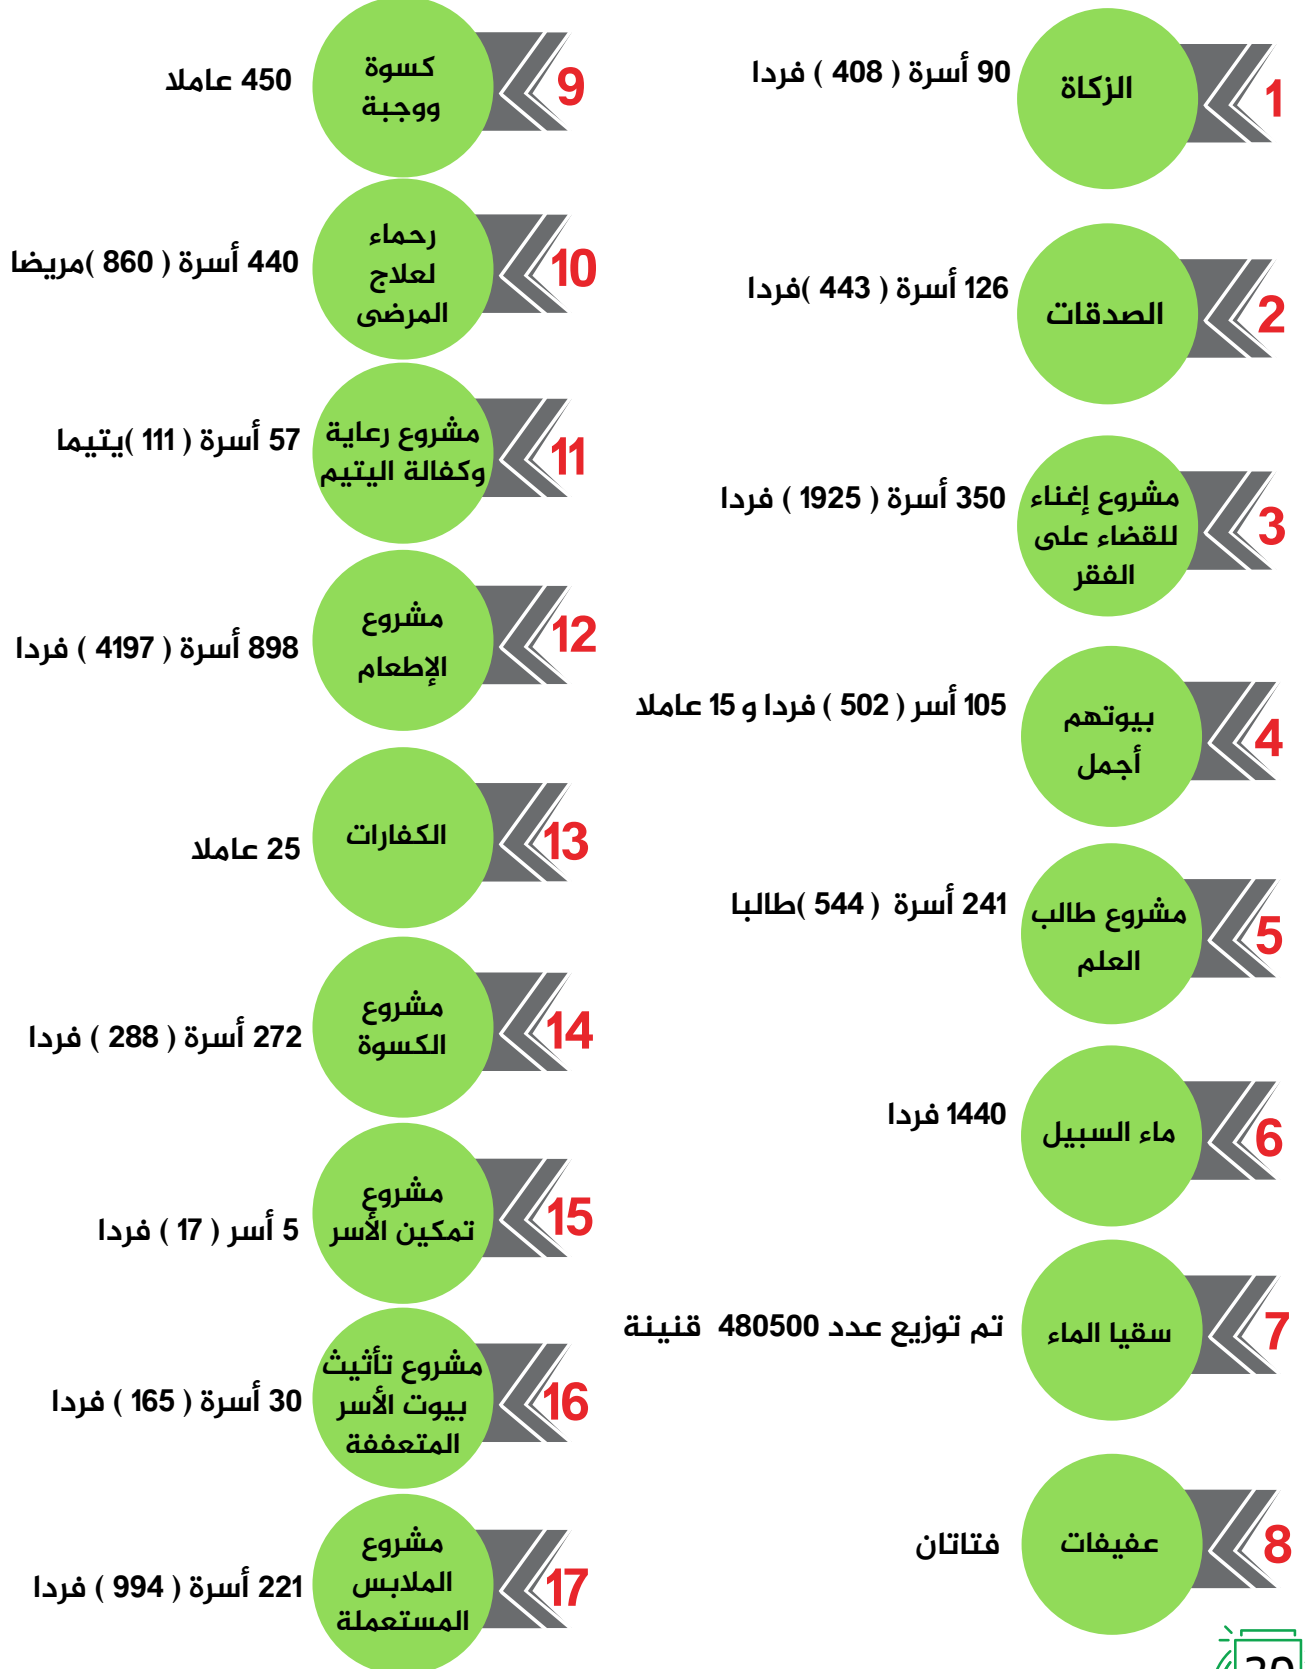 1
الزكاة
90 أسرة ( 408 ) فردا
2
الصدقات
126 أسرة ( 443 )فردا
3
مشروع إغناء
للقضاء على
الفقر
350 أسرة ( 1925 ) فردا
4
بيوتهم
أجمل
105 أسر ( 502 ) فردا و 15 عاملا
5
مشروع طالب
العلم
241 أسرة ( 544 )طالبا
6
ماء السبيل
1440 فردا
7
سقيا الماء
تم توزيع عدد 480500 قنينة
8
عفيفات
فتاتان
9
كسوة
ووجبة
450 عاملا
10
رحماء
لعلاج
المرضى
440 أسرة ( 860 )مريضا
11
مشروع رعاية
وكفالة اليتيم
57 أسرة ( 111 )يتيما
12
مشروع
الإطعام
898 أسرة ( 4197 ) فردا
13
الكفارات
25 عاملا
14
مشروع
الكسوة
272 أسرة ( 288 ) فردا
15
مشروع
تمكين الأسر
5 أسر ( 17 ) فردا
16
مشروع تأثيث
بيوت الأسر
المتعففة
30 أسرة ( 165 ) فردا
17
مشروع
الملابس
المستعملة
221 أسرة ( 994 ) فردا